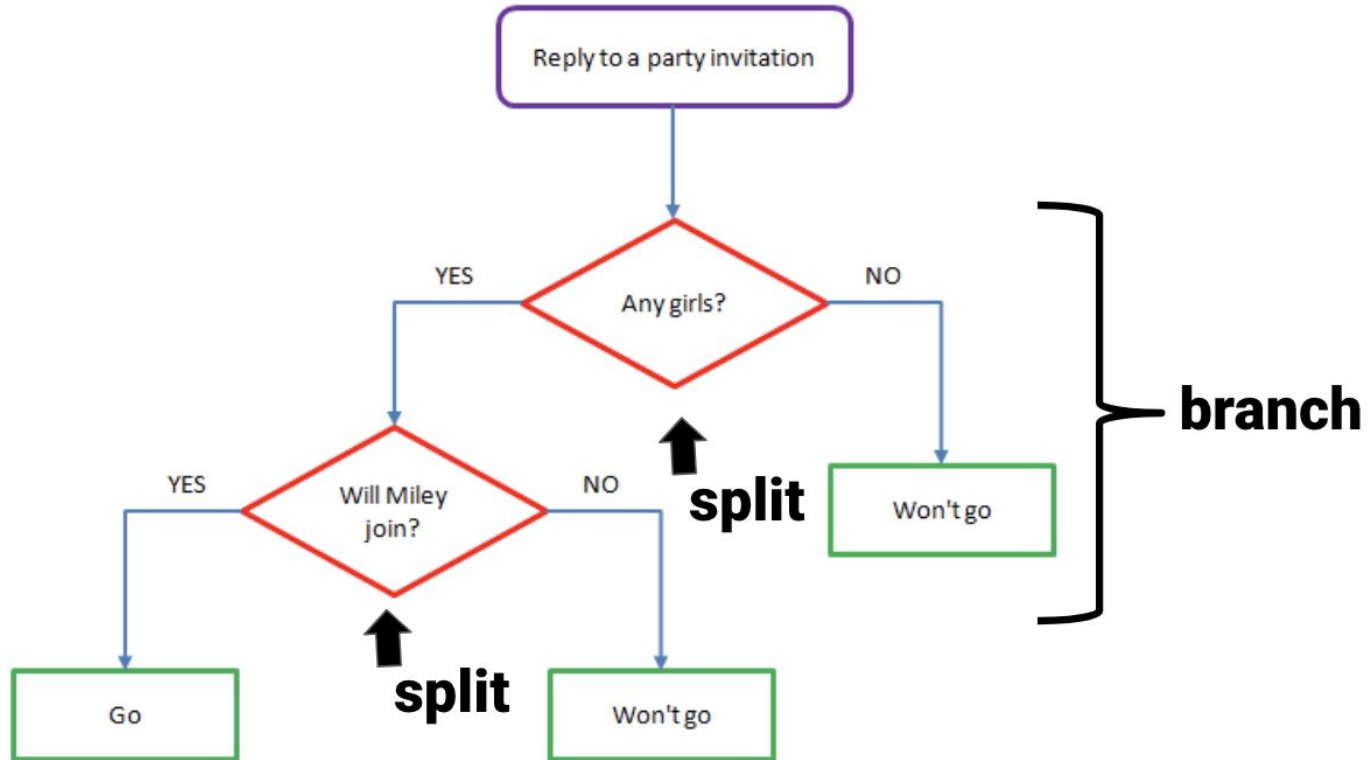 Reply to a party invitation
YES
NO
Any girls?
branch
YES
Will Miley
join?
NO
split
Won't go
split
Go
Won't go